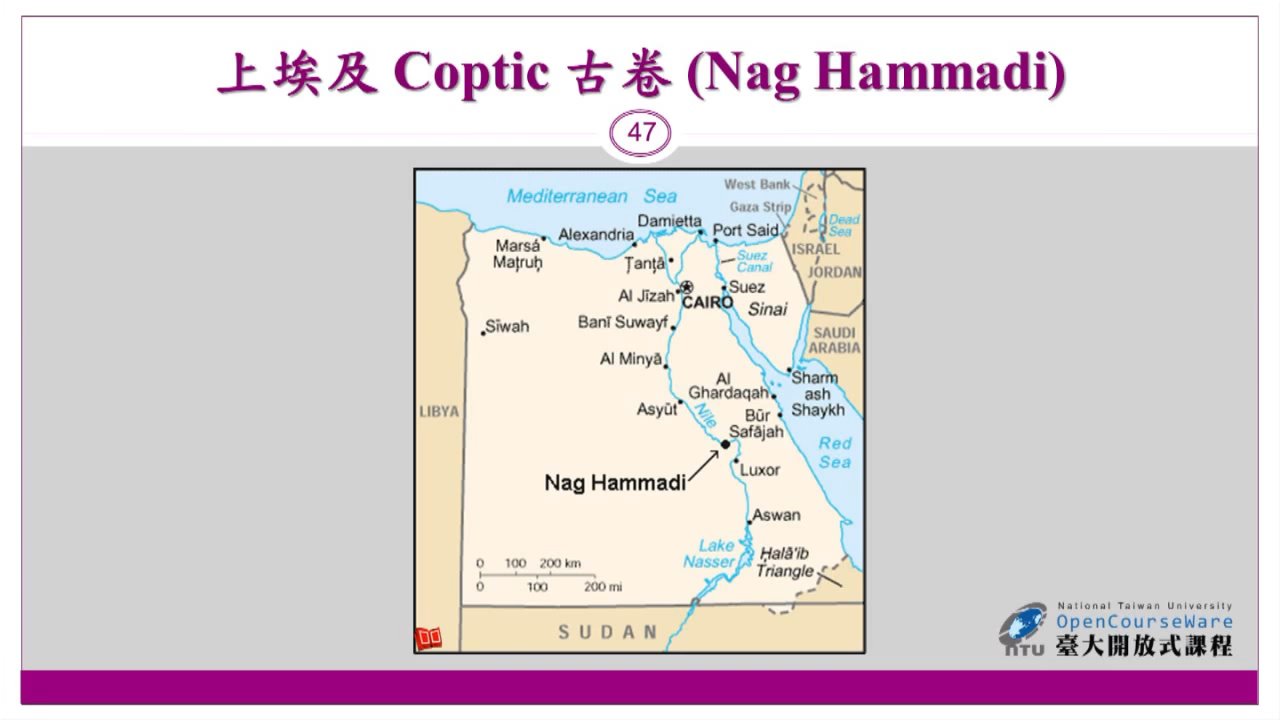 上埃及 Coptic 古卷 (Nag Hammadi)
47
Mediterranean Sea
West Bank
Gaza Strip
Dead
Sea
Damietta
Port Said
Alexandria
Marsá
Maṭruḥ
ISRAEL
Ṭanṭā
Suez
Canal
JORDAN
Al Jīzah
CAIRO
Suez
Sinai
Sīwah
Banī Suwayf
SAUDI
ARABIA
Al Minyā
Al
Ghardaqah
Sharm
ash
Shaykh
LIBYA
Asyūt
Nile
Būr
Safājah
Red
Sea
Nag Hammadi
Luxor
Aswan
Lake
Nasser
Ḥalā'ib
Triangle
0 100 200 km
0 100 200 mi
SUDAN
National Taiwan University
OpenCourseWare
NTU 臺大開放式課程